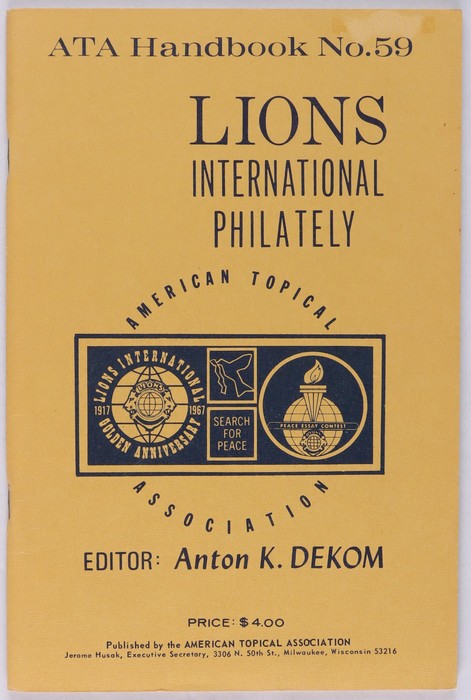 ATA Handbook No.59
LIONS
INTERNATIONAL
PHILATELY
AMERICAN TOPICAL
LIONS INTERNATIONAL
1917 1967
GOLDEN ANNIVERSARY
LIONS
SEARCH
FOR
PEACE
PEACE ESSAY CONTEST
ASSOCIATION
EDITOR: Anton K. DEKOM
PRICE: $4.00
Published by the AMERICAN TOPICAL ASSOCIATION
Jerome Husak, Executive Secretary, 3306 N. 50th St., Milwaukee, Wisconsin 53216